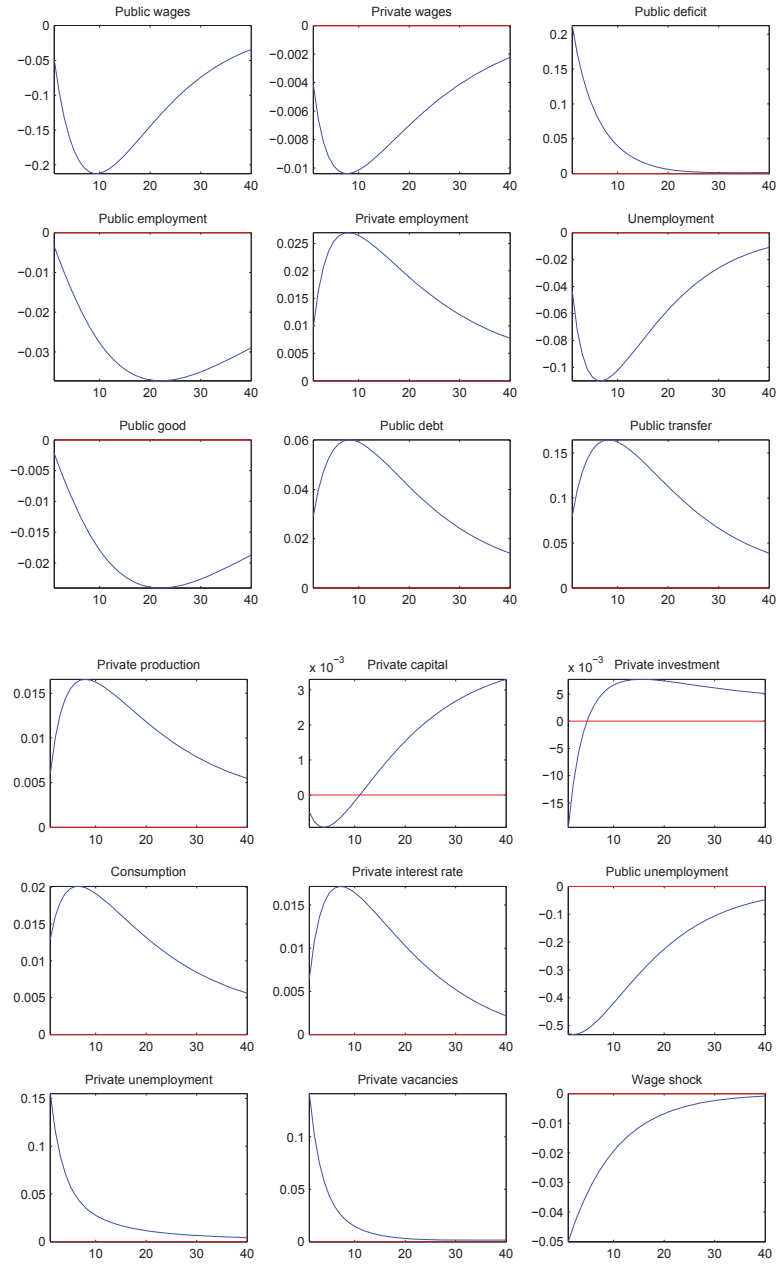 Public wages
Private wages
Public deficit
0
−0.05
−0.1
−0.15
−0.2
10 20 30 40
0
−0.002
−0.004
−0.006
−0.008
−0.01
10 20 30 40
0.2
0.15
0.1
0.05
0
10 20 30 40
Public employment
Private employment
Unemployment
0
−0.01
−0.02
−0.03
10 20 30 40
0.025
0.02
0.015
0.01
0.005
0
10 20 30 40
0
−0.02
−0.04
−0.06
−0.08
−0.1
10 20 30 40
Public good
Public debt
Public transfer
0
−0.005
−0.01
−0.015
−0.02
10 20 30 40
0.06
0.04
0.02
0
10 20 30 40
0.15
0.1
0.05
0
10 20 30 40
Private production
x 10⁻³ Private capital
x 10⁻³ Private investment
0.015
0.01
0.005
0
10 20 30 40
3
2
1
0
10 20 30 40
5
0
−5
−10
−15
10 20 30 40
Consumption
Private interest rate
Public unemployment
0.02
0.015
0.01
0.005
0
10 20 30 40
0.015
0.01
0.005
0
10 20 30 40
0
−0.1
−0.2
−0.3
−0.4
−0.5
10 20 30 40
Private unemployment
Private vacancies
Wage shock
0.15
0.1
0.05
0
10 20 30 40
0.1
0.05
0
10 20 30 40
0
−0.01
−0.02
−0.03
−0.04
−0.05
10 20 30 40